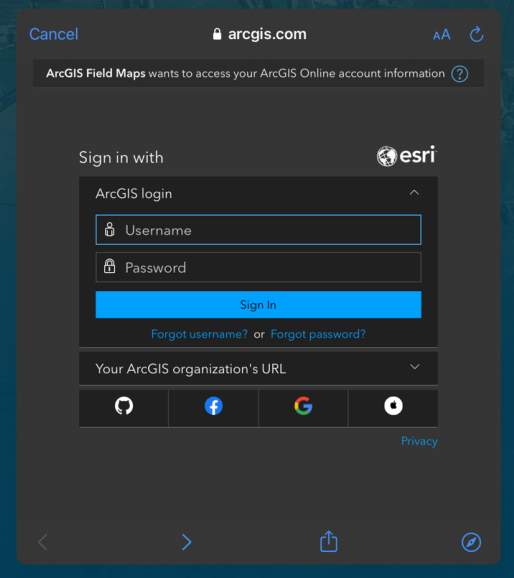 Cancel
arcgis.com
AA
ArcGIS Field Maps wants to access your ArcGIS Online account information ?
Sign in with
esri
ArcGIS login
Username
Password
Sign In
Forgot username? or Forgot password?
Your ArcGIS organization's URL
Privacy